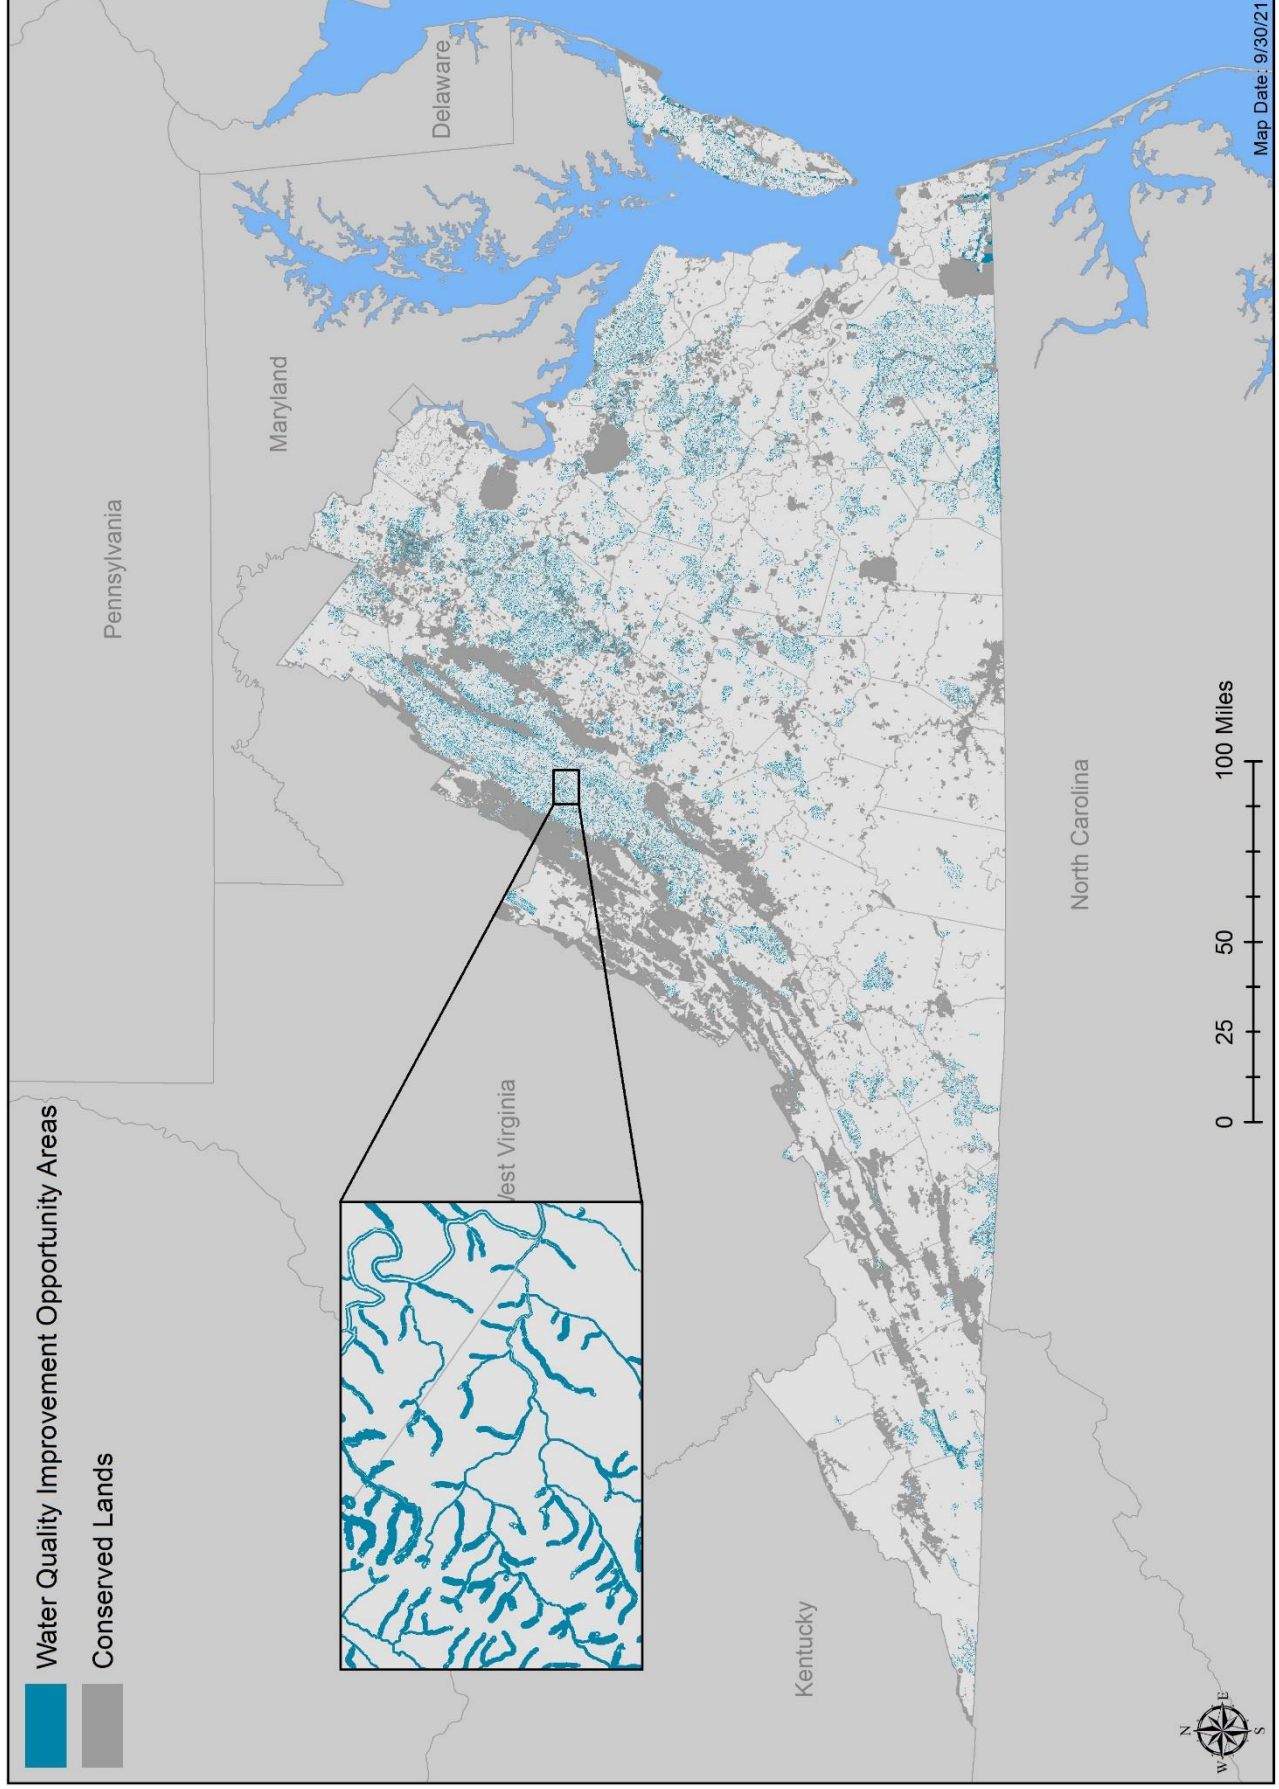 Water Quality Improvement Opportunity Areas
Conserved Lands
Pennsylvania
Maryland
Delaware
West Virginia
Kentucky
North Carolina
0 25 50 100 Miles
N
W E
S
Map Date: 9/30/21